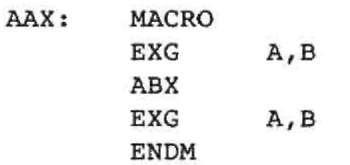 AAX: MACRO
EXG A,B
ABX
EXG A,B
ENDM